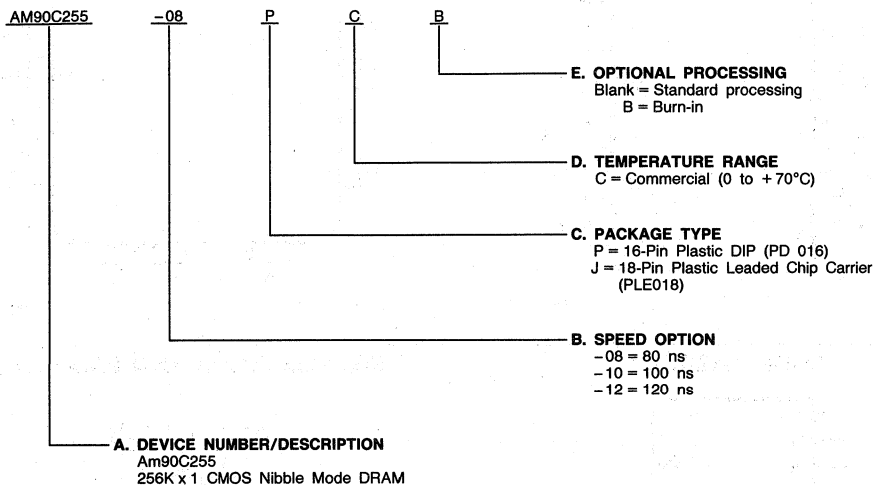 AM90C255 –08 P C B
E. OPTIONAL PROCESSING
Blank = Standard processing
B = Burn-in
D. TEMPERATURE RANGE
C = Commercial (0 to +70°C)
C. PACKAGE TYPE
P = 16-Pin Plastic DIP (PD 016)
J = 18-Pin Plastic Leaded Chip Carrier
(PLE018)
B. SPEED OPTION
–08 = 80 ns
–10 = 100 ns
–12 = 120 ns
A. DEVICE NUMBER/DESCRIPTION
Am90C255
256K x 1 CMOS Nibble Mode DRAM